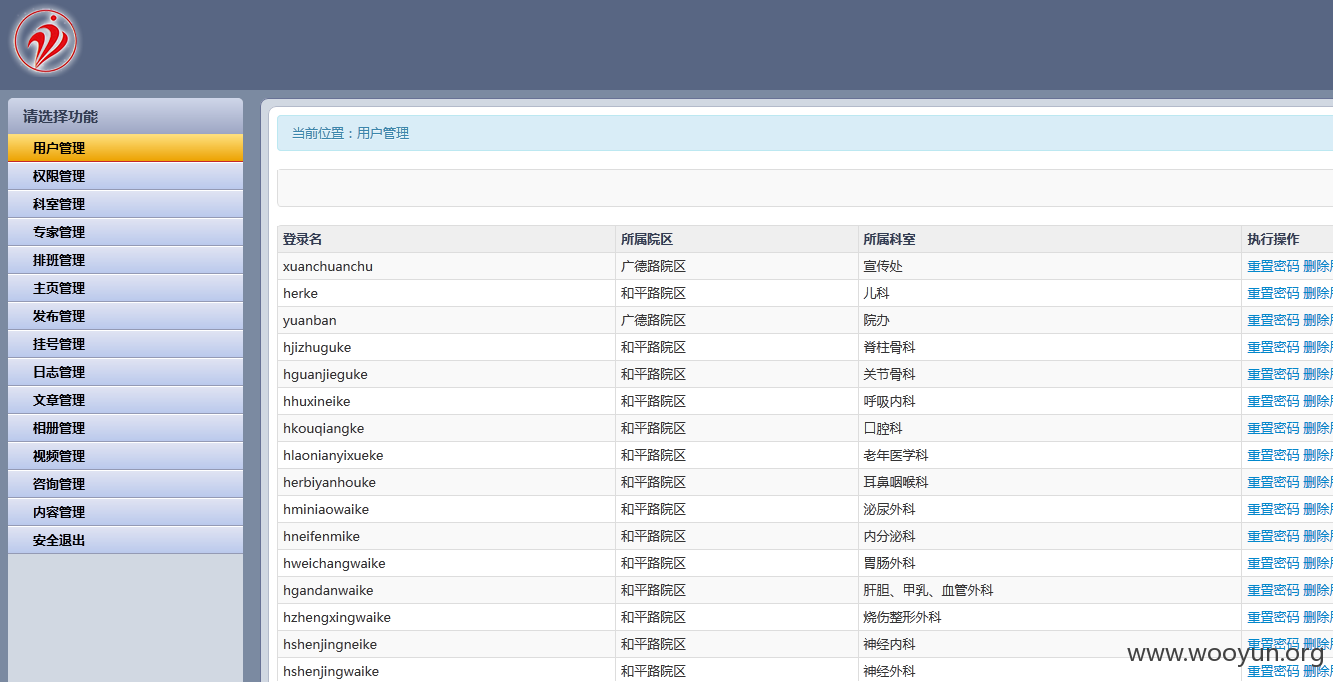 请选择功能
用户管理
权限管理
科室管理
专家管理
排班管理
主页管理
发布管理
挂号管理
日志管理
文章管理
相册管理
视频管理
咨询管理
内容管理
安全退出
当前位置：用户管理
登录名 所属院区 所属科室 执行操作
xuanchuanchu 广德路院区 宣传处 重置密码 删除
herke 和平路院区 儿科 重置密码 删除
yuanban 广德路院区 院办 重置密码 删除
hjizhuguke 和平路院区 脊柱骨科 重置密码 删除
hguanjieguke 和平路院区 关节骨科 重置密码 删除
hhuxineike 和平路院区 呼吸内科 重置密码 删除
hkouqiangke 和平路院区 口腔科 重置密码 删除
hlaonianyixueke 和平路院区 老年医学科 重置密码 删除
herbiyanhouke 和平路院区 耳鼻咽喉科 重置密码 删除
hminiaowaike 和平路院区 泌尿外科 重置密码 删除
hneifenmike 和平路院区 内分泌科 重置密码 删除
hweichangwaike 和平路院区 胃肠外科 重置密码 删除
hgandanwaike 和平路院区 肝胆、甲乳、血管外科 重置密码 删除
hzhengxingwaike 和平路院区 烧伤整形外科 重置密码 删除
hshenjingneike 和平路院区 神经内科 重置密码 删除
hshenjingwaike 和平路院区 神经外科 重置密码 删除
www.wooyun.org